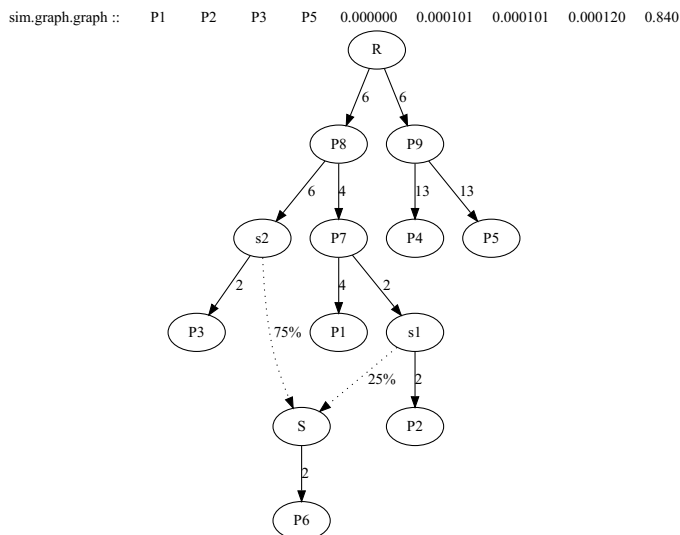 sim.graph.graph :: P1 P2 P3 P5 0.000000 0.000101 0.000101 0.000120 0.840
R
6 6
P8 P9
6 4 13 13
s2 P7 P4 P5
2 4 2
P3 P1 s1
75% 25% 2
S P2
2
P6